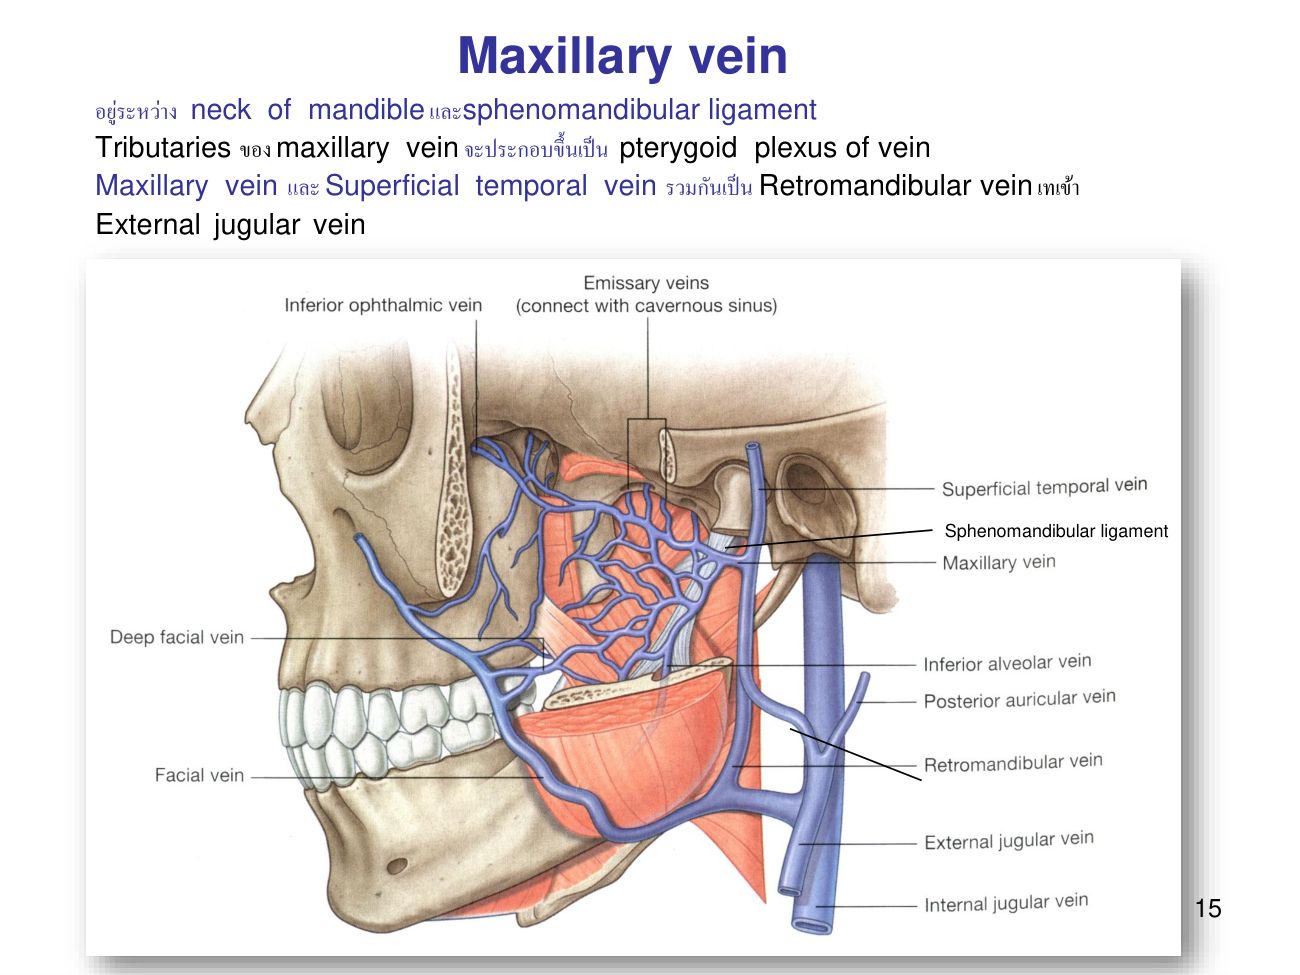 Maxillary vein
อยู่ระหว่าง neck of mandible และsphenomandibular ligament
Tributaries ของ maxillary vein จะประกอบขึ้นเป็น pterygoid plexus of vein
Maxillary vein และ Superficial temporal vein รวมกันเป็น Retromandibular vein เทเข้า
External jugular vein
Emissary veins
(connect with cavernous sinus)
Inferior ophthalmic vein
Superficial temporal vein
Sphenomandibular ligament
Maxillary vein
Deep facial vein
Inferior alveolar vein
Posterior auricular vein
Facial vein
Retromandibular vein
External jugular vein
Internal jugular vein
15